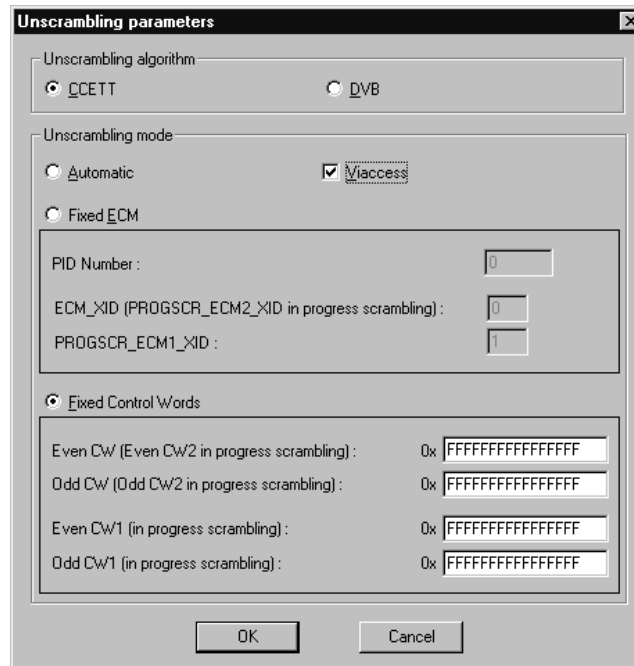 Unscrambling parameters
Unscrambling algorithm
CCETT DVB
Unscrambling mode
Automatic Viaccess
Fixed ECM
PID Number : 0
ECM_XID (PROGSCR_ECM2_XID in progress scrambling) : 0
PROGSCR_ECM1_XID : 1
Fixed Control Words
Even CW (Even CW2 in progress scrambling) : 0x FFFFFFFFFFFFFFFF
Odd CW (Odd CW2 in progress scrambling) : 0x FFFFFFFFFFFFFFFF
Even CW1 (in progress scrambling) : 0x FFFFFFFFFFFFFFFF
Odd CW1 (in progress scrambling) : 0x FFFFFFFFFFFFFFFF
OK Cancel